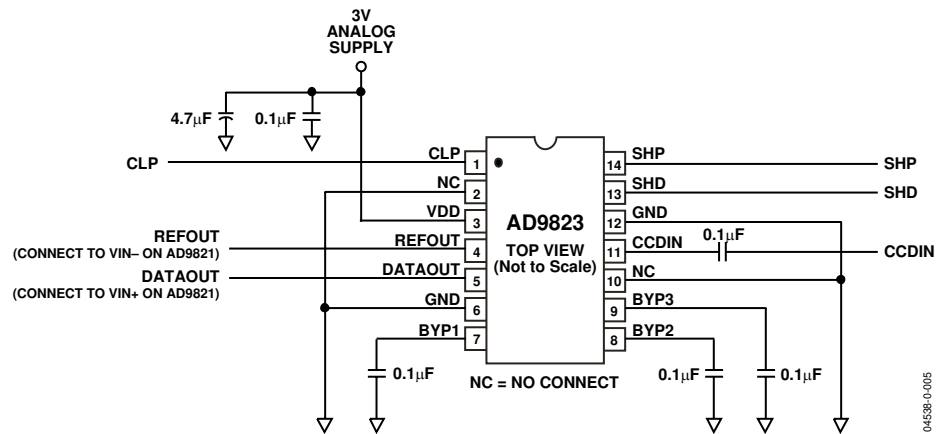 3V
ANALOG
SUPPLY
4.7μF
0.1μF
CLP
CLP
1
NC
2
VDD
3
REFOUT
(CONNECT TO VIN– ON AD9821)
REFOUT
4
DATAOUT
(CONNECT TO VIN+ ON AD9821)
DATAOUT
5
GND
6
BYP1
7
0.1μF
AD9823
TOP VIEW
(Not to Scale)
NC = NO CONNECT
14
SHP
SHP
13
SHD
SHD
12
GND
11
CCDIN
0.1μF
CCDIN
10
NC
9
BYP3
8
BYP2
0.1μF
0.1μF
04538-0-005